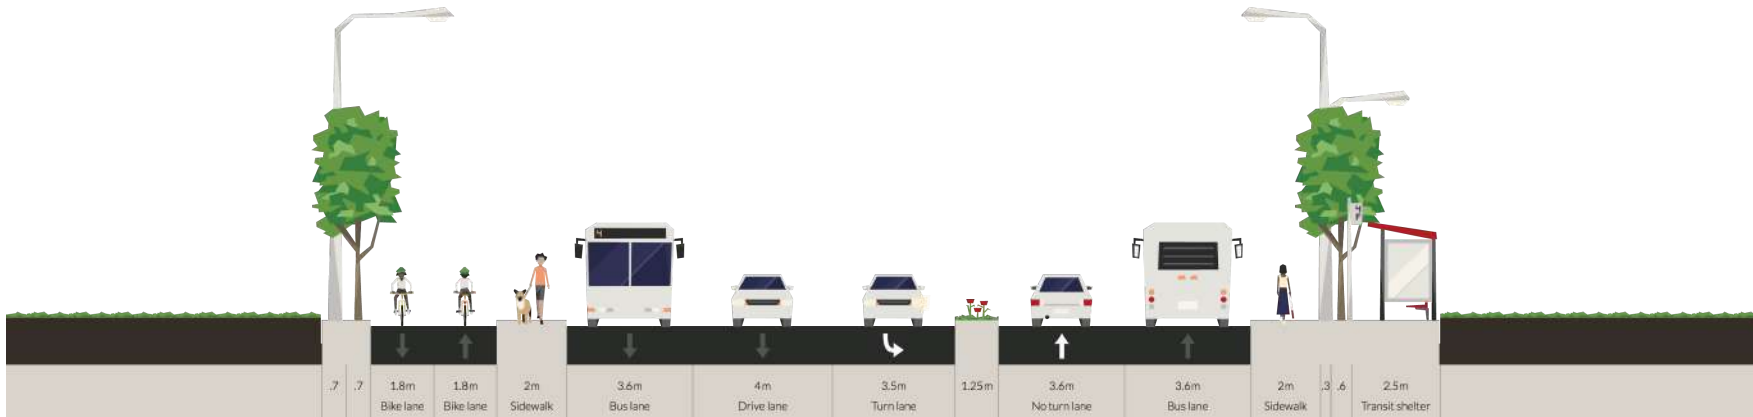 4
4
.7
.7
1.8m
1.8m
2m
3.6m
4m
3.5m
1.25m
3.6m
3.6m
2m
.3
.6
2.5m
Bike lane
Bike lane
Sidewalk
Bus lane
Drive lane
Turn lane
No turn lane
Bus lane
Sidewalk
Transit shelter